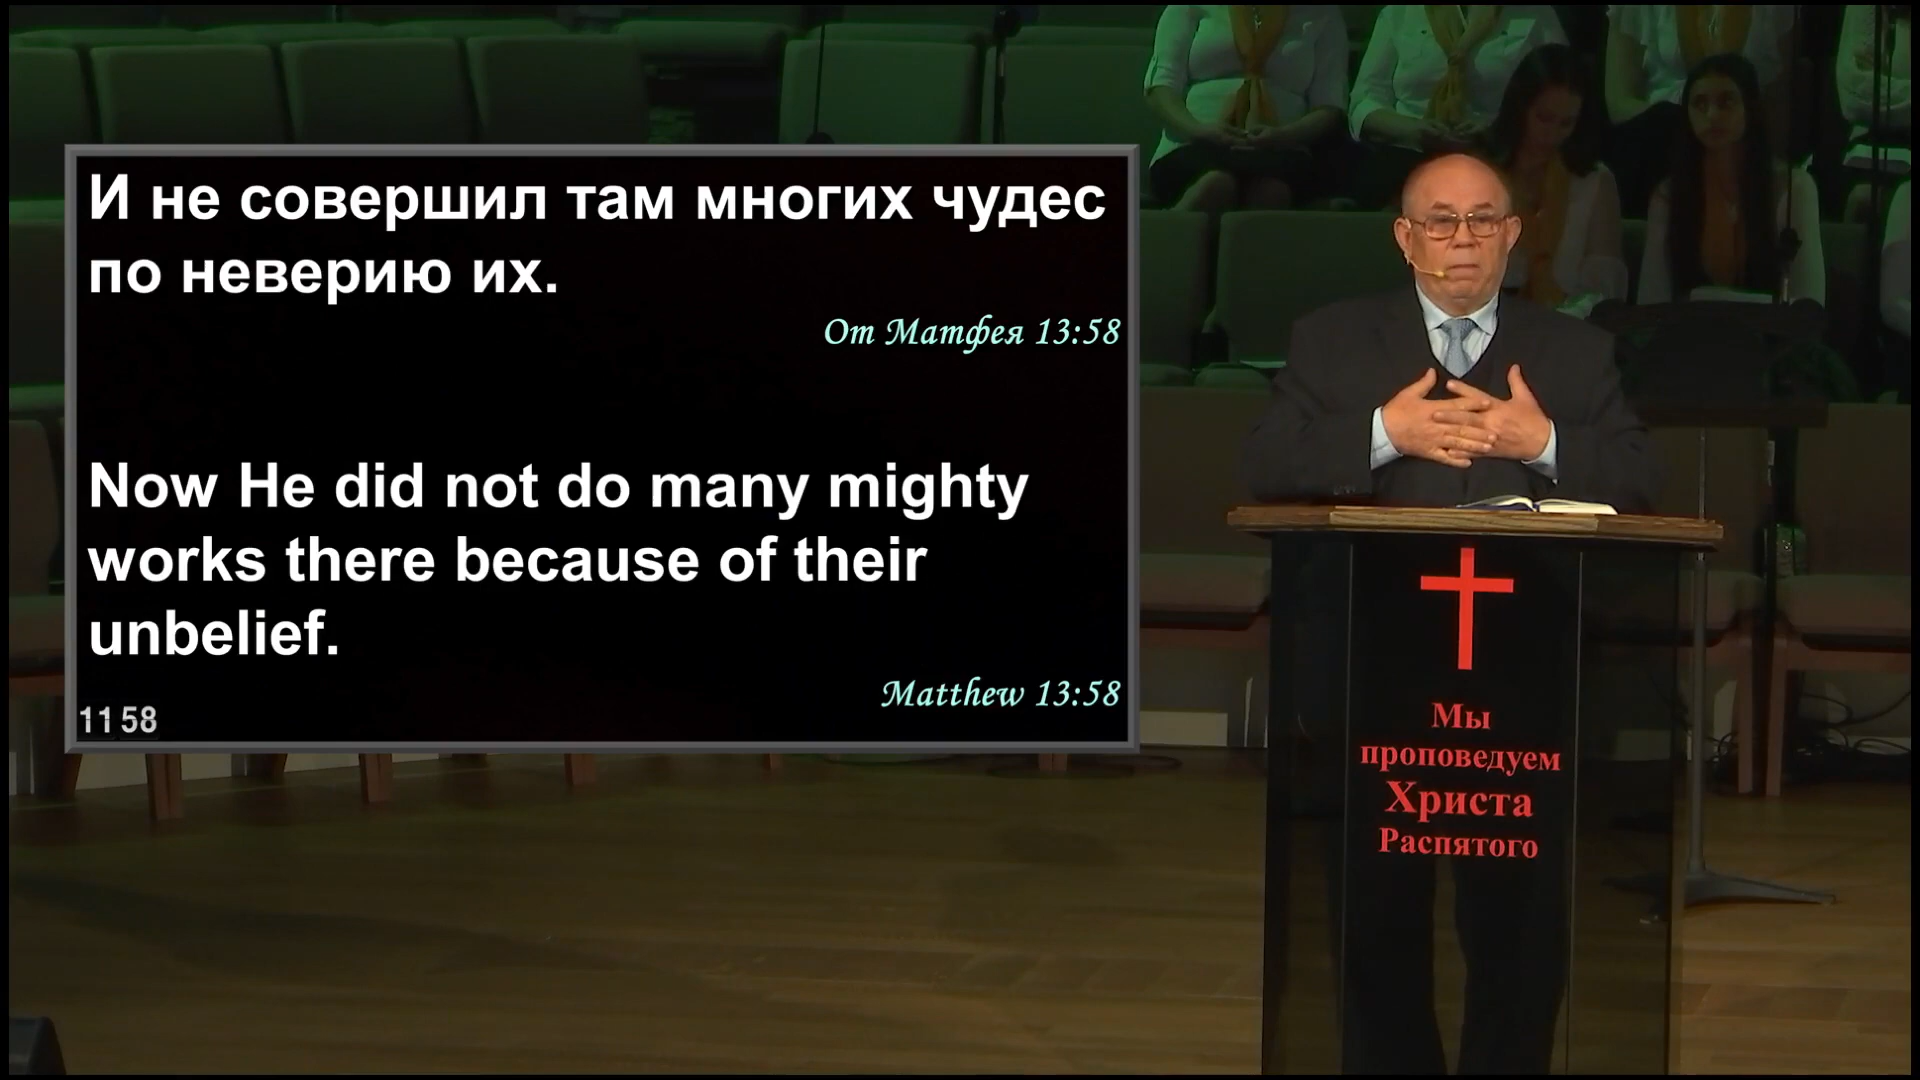 И не совершил там многих чудес
по неверию их.
От Матфея 13:58
Now He did not do many mighty
works there because of their
unbelief.
Matthew 13:58
11 58
Мы
проповедуем
Христа
Распятого